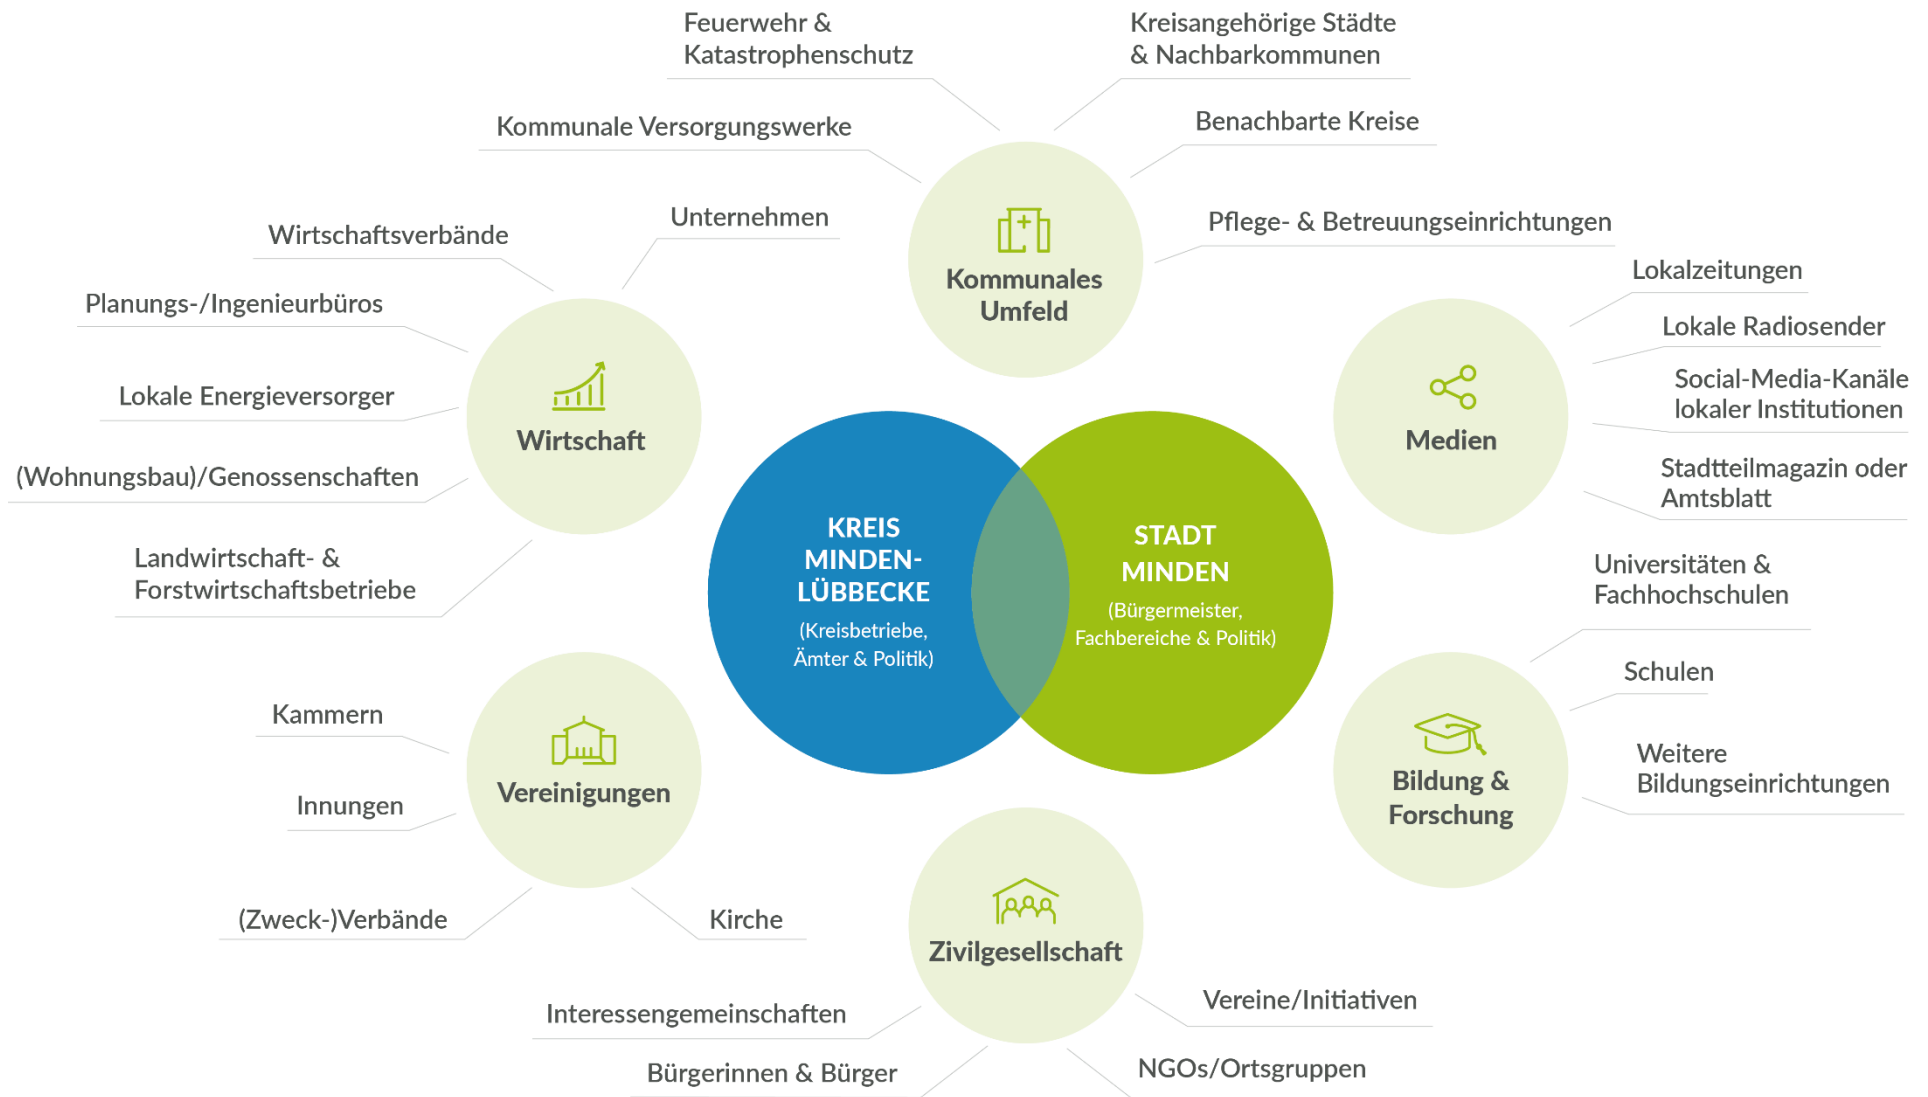 Feuerwehr &
Katastrophenschutz
Kreisangehörige Städte
& Nachbarkommunen
Kommunale Versorgungswerke
Benachbarte Kreise
Pflege- & Betreuungseinrichtungen
Kommunales
Umfeld
Unternehmen
Wirtschaftsverbände
Planungs-/Ingenieurbüros
Lokale Energieversorger
(Wohnungsbau)/Genossenschaften
Landwirtschaft- &
Forstwirtschaftsbetriebe
Wirtschaft
Lokalzeitungen
Lokale Radiosender
Social-Media-Kanäle
lokaler Institutionen
Stadtteilmagazin oder
Amtsblatt
Medien
KREIS
MINDEN-
LÜBBECKE
(Kreisbetriebe,
Ämter & Politik)
STADT
MINDEN
(Bürgermeister,
Fachbereiche & Politik)
Universitäten &
Fachhochschulen
Schulen
Weitere
Bildungseinrichtungen
Bildung &
Forschung
Kammern
Innungen
(Zweck-)Verbände
Kirche
Vereinigungen
Zivilgesellschaft
Interessengemeinschaften
Bürgerinnen & Bürger
Vereine/Initiativen
NGOs/Ortsgruppen